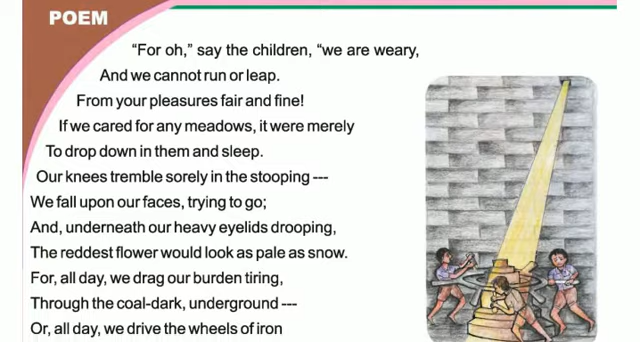 POEM
“For oh,” say the children, “we are weary,
And we cannot run or leap.
From your pleasures fair and fine!
If we cared for any meadows, it were merely
To drop down in them and sleep.
Our knees tremble sorely in the stooping ---
We fall upon our faces, trying to go;
And, underneath our heavy eyelids drooping,
The reddest flower would look as pale as snow.
For, all day, we drag our burden tiring,
Through the coal-dark, underground ---
Or, all day, we drive the wheels of iron